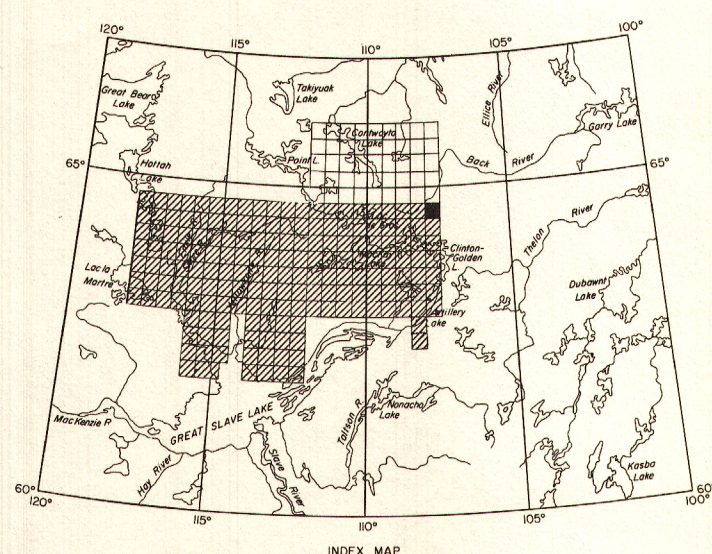 120°
115°
110°
105°
100°
Great Bear
Lake
Takiyuak
Lake
Ellice River
Contwoyto
Lake
Garry Lake
Point L.
Back River
65°
65°
Hottah
Lake
Thelon River
Clinton-
Golden
L.
Lac la
Martre
Dubawnt
Lake
Artillery
Lake
MacKenzie R.
GREAT SLAVE LAKE
Taltson R.
Nonacho
Lake
Hay River
Slave
River
Kasba
Lake
60°
120°
115°
110°
105°
60°
100°
INDEX MAP